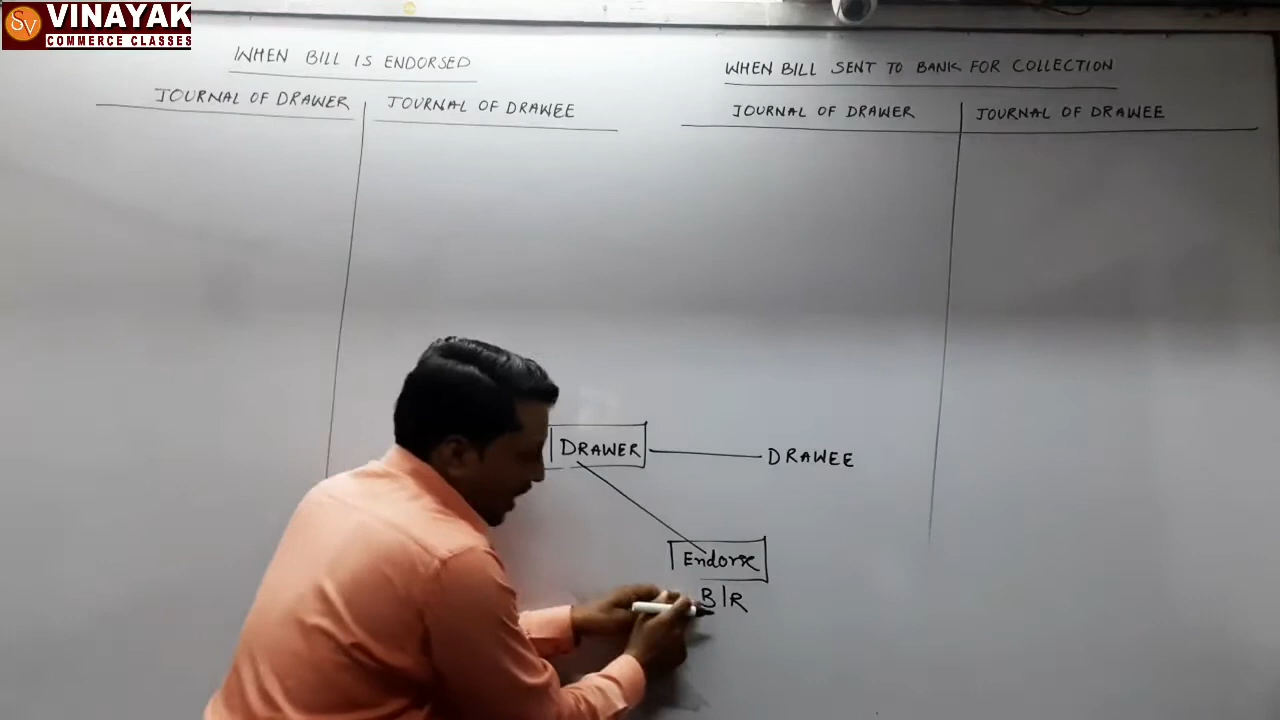 SV VINAYAK
COMMERCE CLASSES
WHEN BILL IS ENDORSED
JOURNAL OF DRAWER
JOURNAL OF DRAWEE
WHEN BILL SENT TO BANK FOR COLLECTION
JOURNAL OF DRAWER
JOURNAL OF DRAWEE
DRAWER
DRAWEE
Endorse
B|R